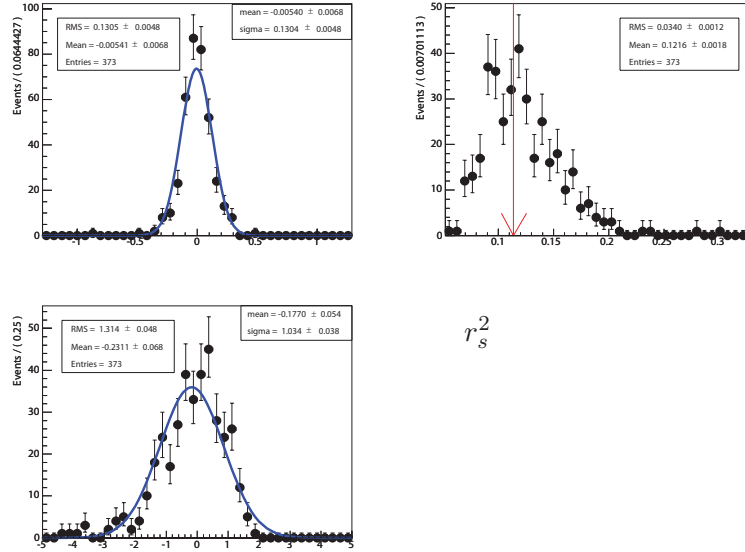 Events / ( 0.0644427)
100
80
60
40
20
0
-1
-0.5
0
0.5
1
RMS = 0.1305 ± 0.0048
Mean = -0.00541 ± 0.0068
Entries = 373
mean = -0.00540 ± 0.0068
sigma = 0.1304 ± 0.0048
Events / ( 0.00701113)
50
40
30
20
10
0
0.1
0.15
0.2
0.25
0.3
RMS = 0.0340 ± 0.0012
Mean = 0.1216 ± 0.0018
Entries = 373
Events / ( 0.25)
50
40
30
20
10
0
-5
-4
-3
-2
-1
0
1
2
3
4
5
RMS = 1.314 ± 0.048
Mean = -0.2311 ± 0.068
Entries = 373
mean = -0.1770 ± 0.054
sigma = 1.034 ± 0.038
r_s^2